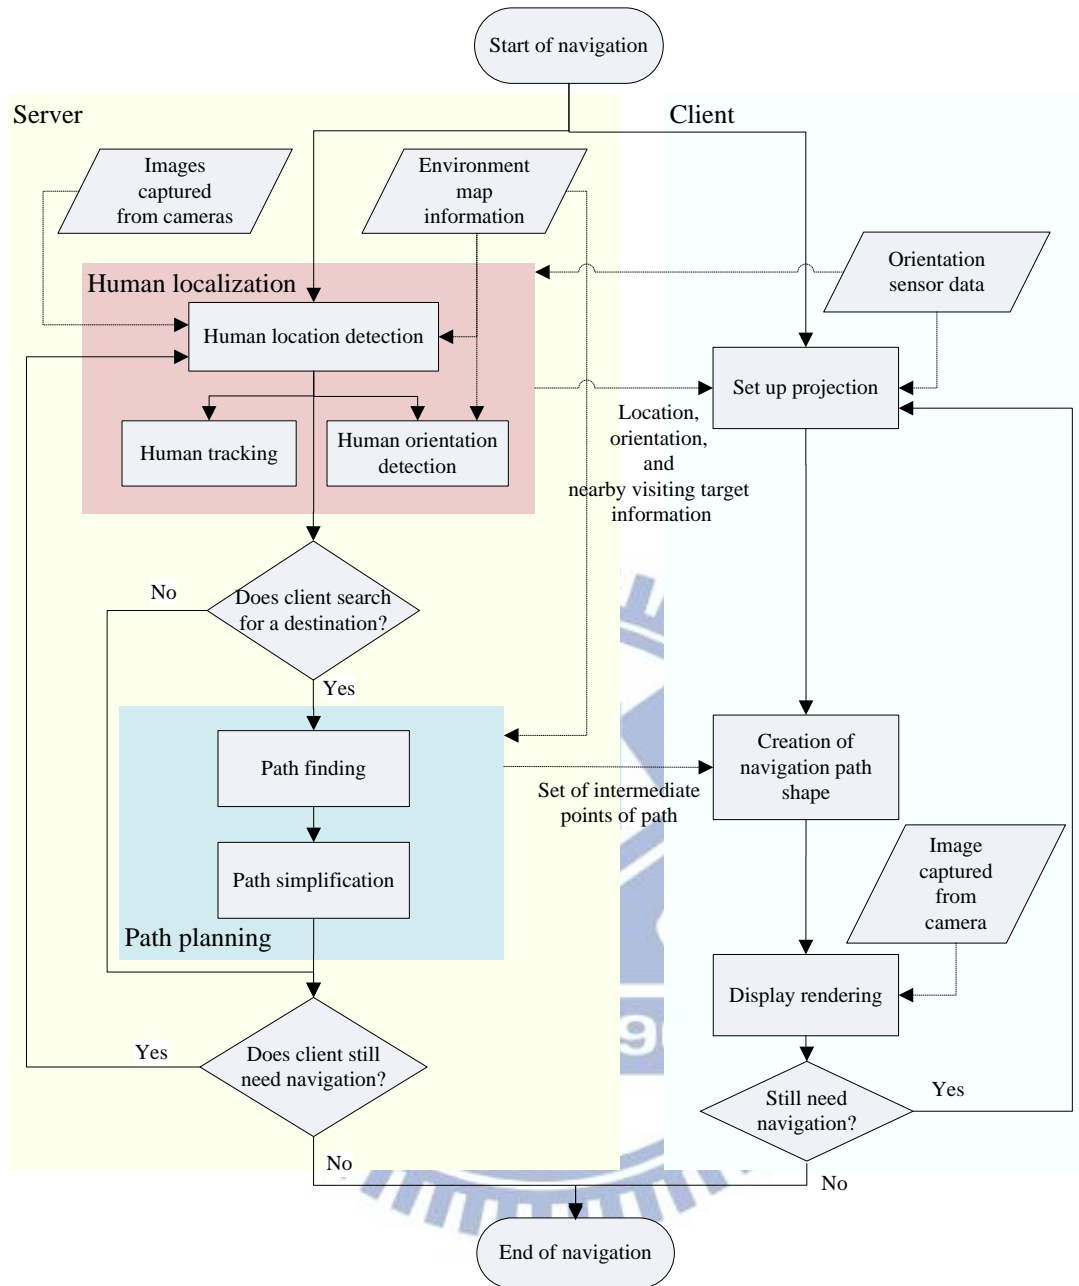 Start of navigation
Server
Client
Images
captured
from cameras
Environment
map
information
Orientation
sensor data
Human localization
Human location detection
Set up projection
Human tracking
Human orientation
detection
Location,
orientation,
and
nearby visiting target
information
No
Does client search
for a destination?
Yes
Path finding
Creation of
navigation path
shape
Set of intermediate
points of path
Path simplification
Image
captured
from
camera
Path planning
Display rendering
Yes
Does client still
need navigation?
Still need
navigation?
Yes
No
No
End of navigation